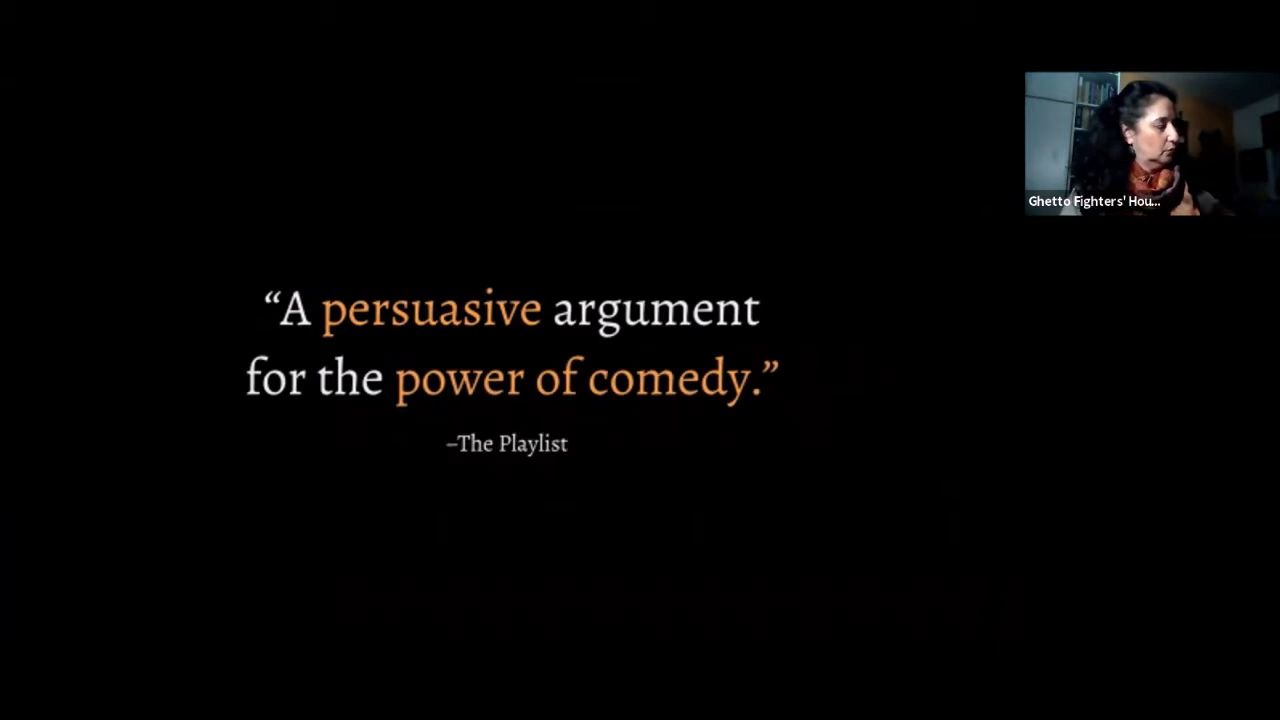 “A persuasive argument
for the power of comedy.”
–The Playlist
Ghetto Fighters' Hou...